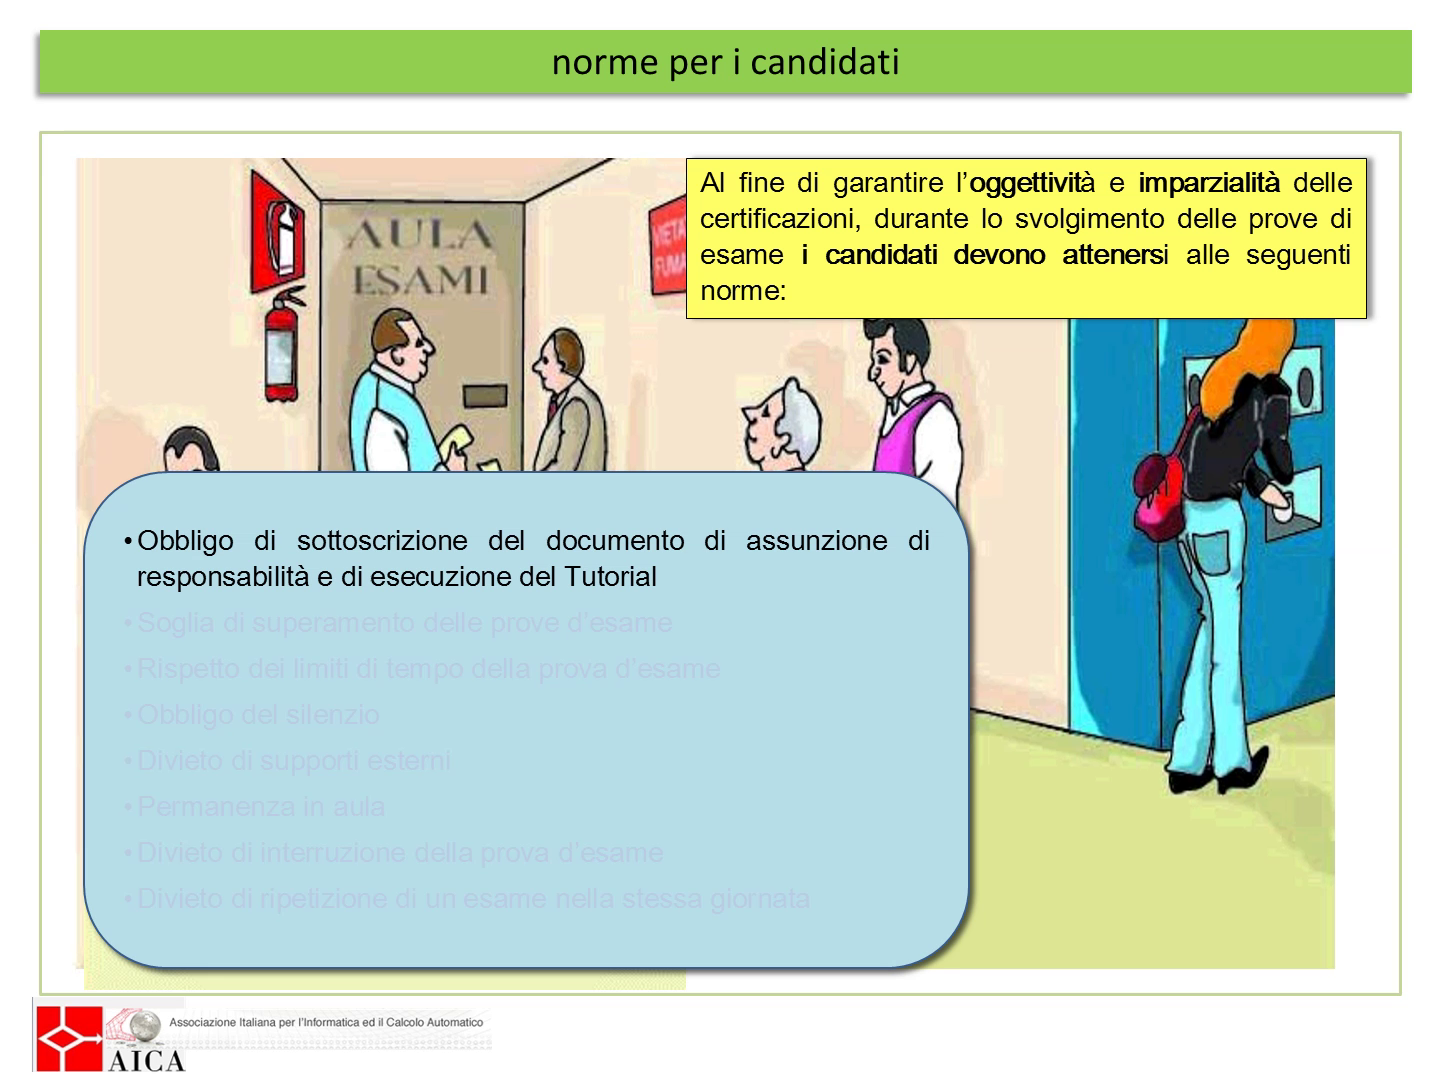 norme per i candidati
AULA
ESAMI
VIETA
FUMA
Al fine di garantire l’oggettività e imparzialità delle
certificazioni, durante lo svolgimento delle prove di
esame i candidati devono attenersi alle seguenti
norme:
•Obbligo di sottoscrizione del documento di assunzione di
responsabilità e di esecuzione del Tutorial
•Soglia di superamento delle prove d’esame
•Rispetto dei limiti di tempo della prova d’esame
•Obbligo del silenzio
•Divieto di supporti esterni
•Permanenza in aula
•Divieto di interruzione della prova d’esame
•Divieto di ripetizione di un esame nella stessa giornata
Associazione Italiana per l'Informatica ed il Calcolo Automatico
AICA